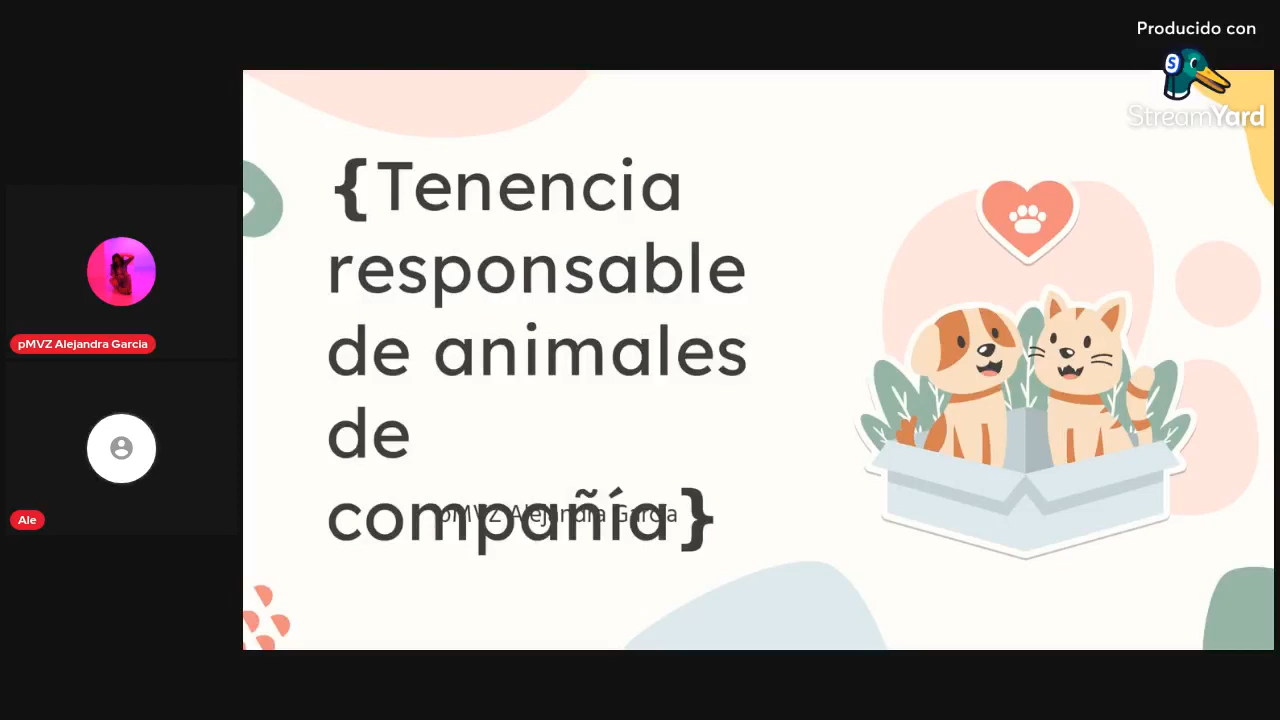 Producido con
S
StreamYard
{Tenencia
responsable
de animales
de
compañía}
pMVZ Alejandra Garcia
pMVZ Alejandra Garcia
Ale